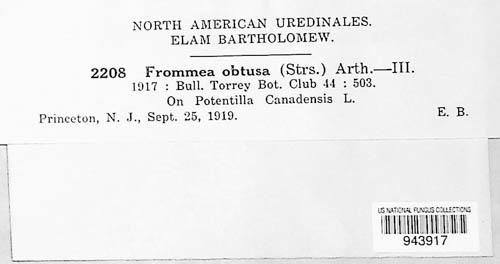 NORTH AMERICAN UREDINALES.
ELAM BARTHOLOMEW.
2208 Frommea obtusa (Strs.) Arth.—III.
1917 : Bull. Torrey Bot. Club 44 : 503.
On Potentilla Canadensis L.
Princeton, N. J., Sept. 25, 1919. E. B.
US NATIONAL FUNGUS COLLECTIONS
943917